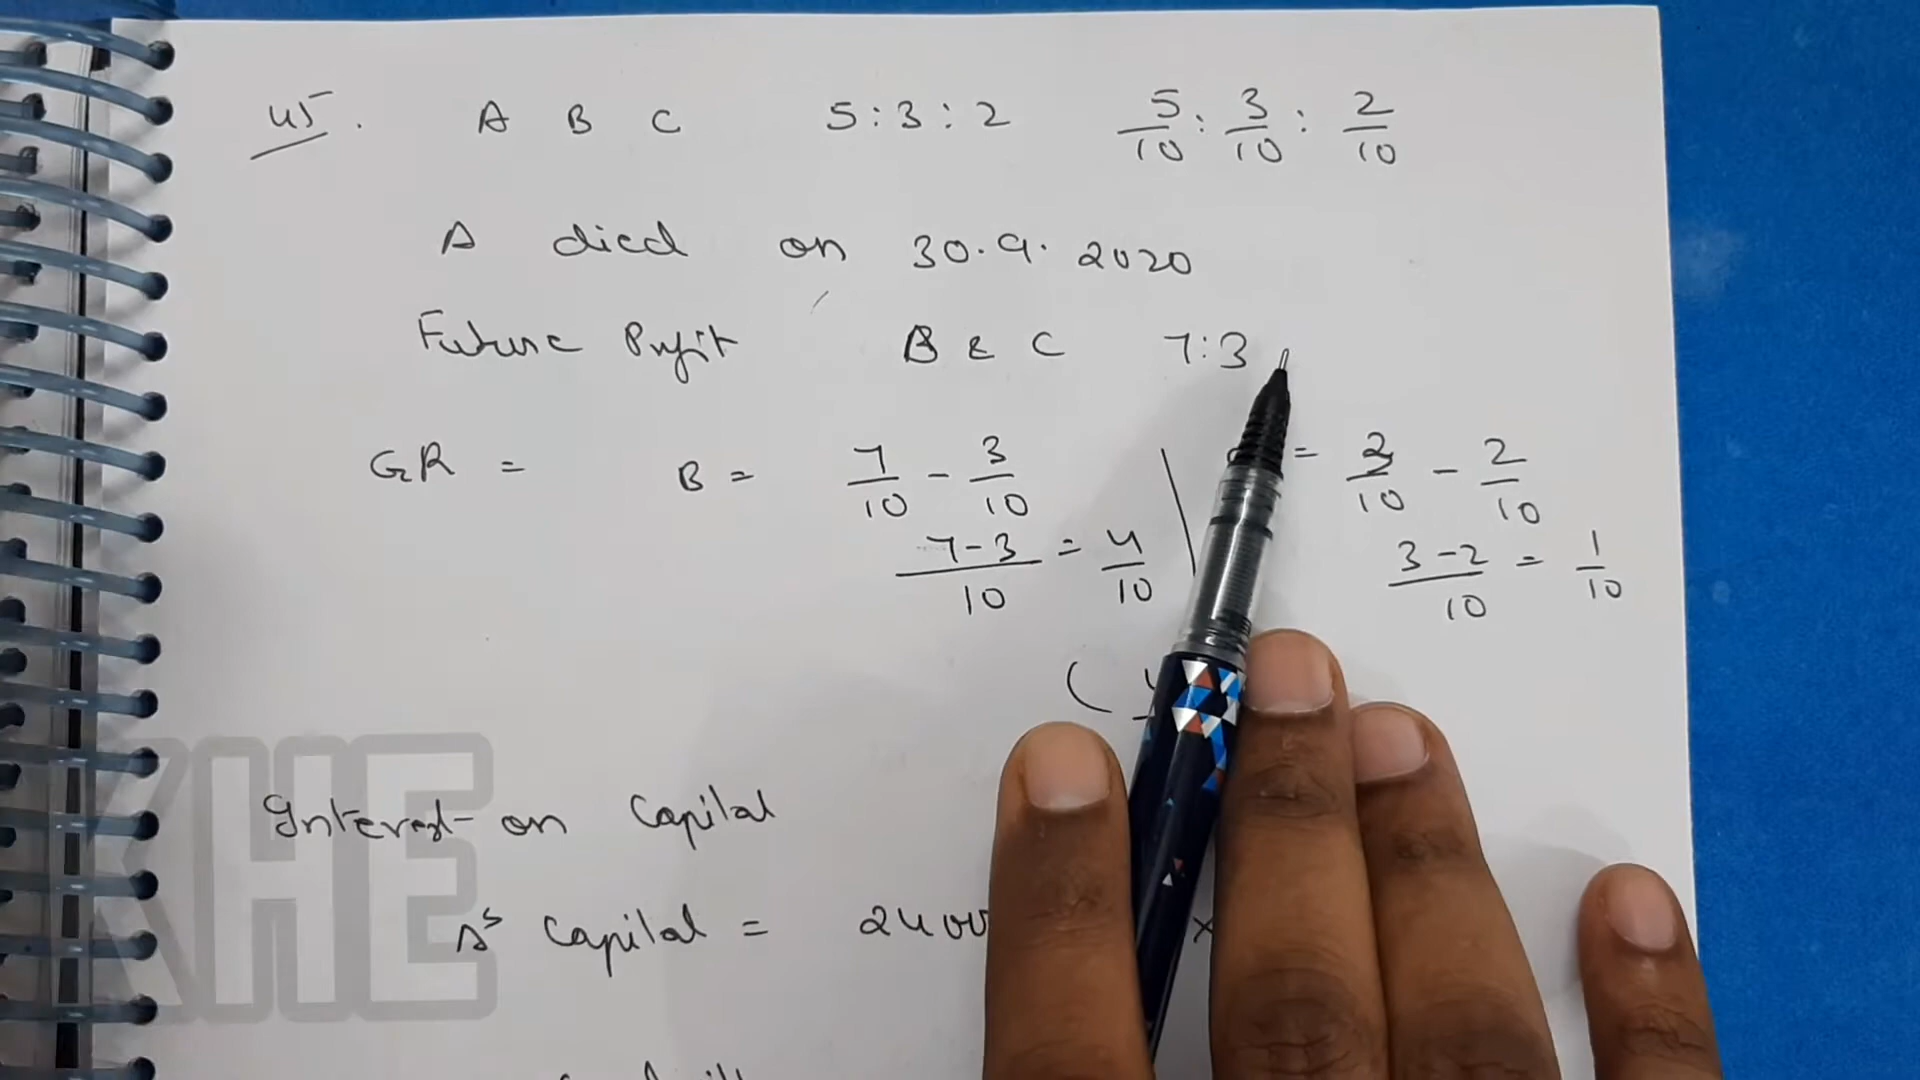 45.   A   B   C   5:3:2   5/10 : 3/10 : 2/10
A died on 30.9.2020
Future Profit   B & C   7:3
GR =   B = 7/10 - 3/10   = 3/10 - 2/10
7-3/10 = 4/10   3-2/10 = 1/10
(
Interest on Capital
A's Capital = 2400   ×
KHE